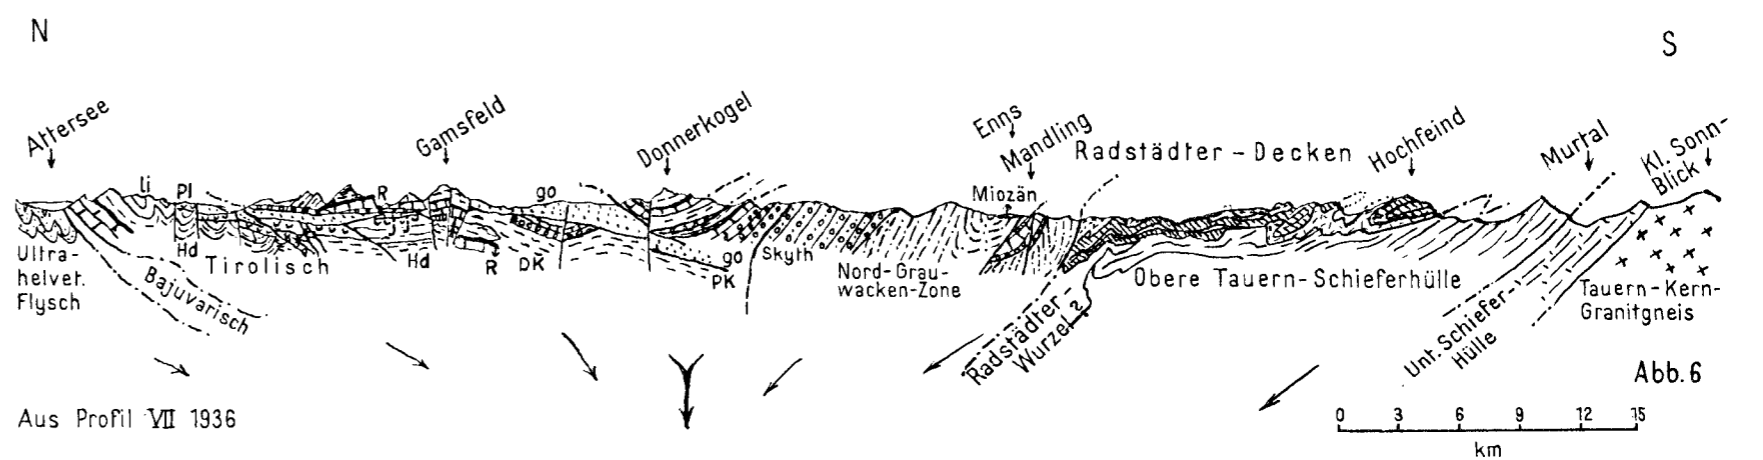 N
S
Attersee
Gamsfeld
Donnerkogel
Enns
Mandling
Radstädter-Decken
Hochfeind
Murtal
Kl. Sonn-
Blick
li
Pl
R
go
Miozän
Ultra-
helvet.
Flysch
Hd
Tirolisch
Bajuvarisch
Hd
R
DK
go
PK
Skyth
Nord-Grau-
wacken-Zone
Radstädter
Wurzel?
Obere Tauern-Schieferhülle
Unt. Schiefer-
Hülle
Tauern-Kern-
Granitgneis
Abb. 6
Aus Profil VII 1936
0 3 6 9 12 15
km